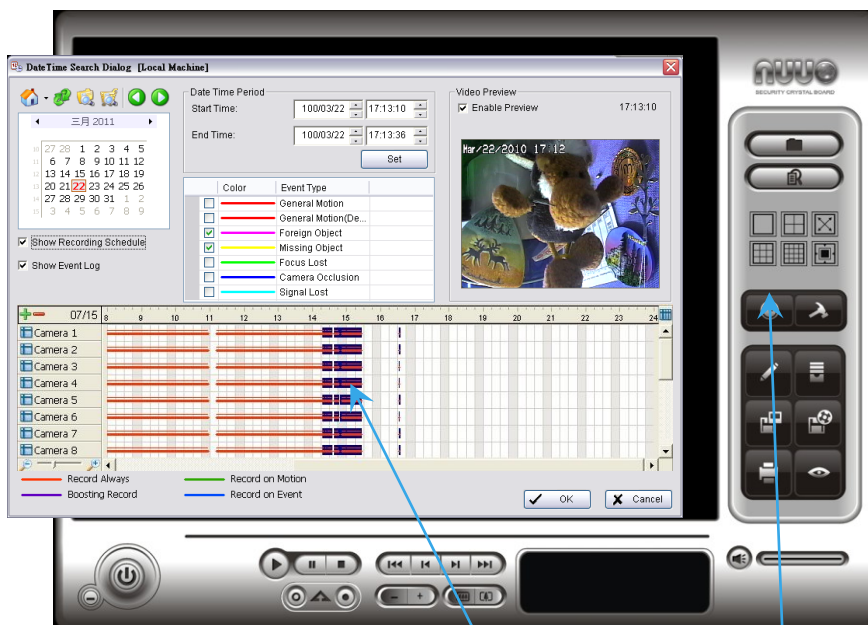 DateTime Search Dialog [Local Machine]
三月 2011
10 27 28 1 2 3 4 5
11 6 7 8 9 10 11 12
12 13 14 15 16 17 18 19
13 20 21 22 23 24 25 26
14 27 28 29 30 31 1 2
15 3 4 5 6 7 8 9
Show Recording Schedule
Show Event Log
Date Time Period
Start Time: 100/03/22 17:13:10
End Time: 100/03/22 17:13:36
Set
Color Event Type
General Motion
General Motion(De...
Foreign Object
Missing Object
Focus Lost
Camera Occlusion
Signal Lost
Video Preview
Enable Preview 17:13:10
Mar/22/2010 17:12
07/15 8 9 10 11 12 13 14 15 16 17 18 19 20 21 22 23 24
Camera 1
Camera 2
Camera 3
Camera 4
Camera 5
Camera 6
Camera 7
Camera 8
Record Always Record on Motion
Boosting Record Record on Event
OK Cancel
nuuo
SECURITY CRYSTAL BOARD